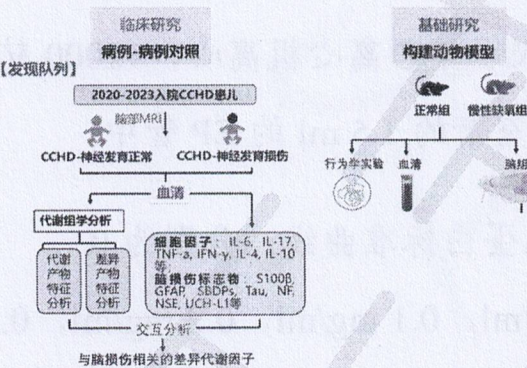 临床研究
病例-病例对照
【发现队列】
2020-2023入院CCHD患儿
脑部MRI
CCHD-神经发育正常 CCHD-神经发育损伤
血清
代谢组学分析
代谢产物特征分析
差异产物特征分析
细胞因子：IL-6, IL-17,
TNF-a, IFN-γ, IL-4, IL-10
等,
脑损伤标志物：S100β,
GFAP, SBDPs, Tau, NF,
NSE, UCH-L1等
交互分析
与脑损伤相关的差异代谢因子
基础研究
构建动物模型
正常组 慢性缺氧组
行为学实验 血清 脑组